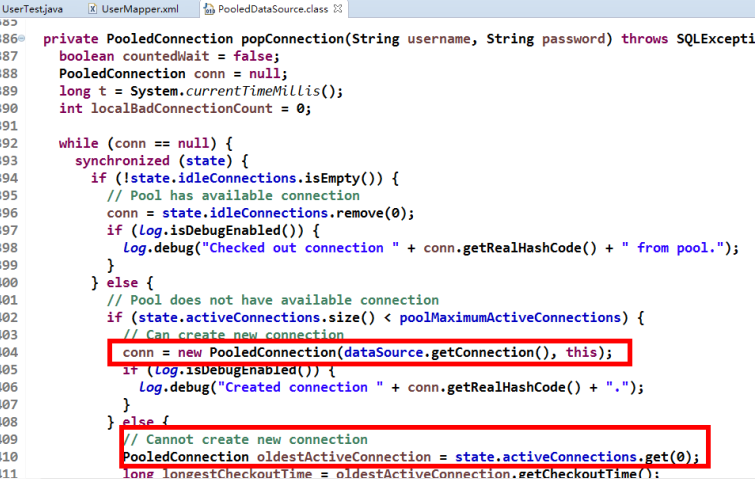 UserTest.java UserMapper.xml PooledDataSource.class
385
386 private PooledConnection popConnection(String username, String password) throws SQLExcepti
387 boolean countedWait = false;
388 PooledConnection conn = null;
389 long t = System.currentTimeMillis();
390 int localBadConnectionCount = 0;
391
392 while (conn == null) {
393 synchronized (state) {
394 if (!state.idleConnections.isEmpty()) {
395 // Pool has available connection
396 conn = state.idleConnections.remove(0);
397 if (log.isDebugEnabled()) {
398 log.debug("Checked out connection " + conn.getRealHashCode() + " from pool.");
399 }
400 } else {
401 // Pool does not have available connection
402 if (state.activeConnections.size() < poolMaximumActiveConnections) {
403 // Can create new connection
404 conn = new PooledConnection(dataSource.getConnection(), this);
405 if (log.isDebugEnabled()) {
406 log.debug("Created connection " + conn.getRealHashCode() + ".");
407 }
408 } else {
409 // Cannot create new connection
410 PooledConnection oldestActiveConnection = state.activeConnections.get(0);
411 long longestCheckoutTime = oldestActiveConnection.getCheckoutTime();